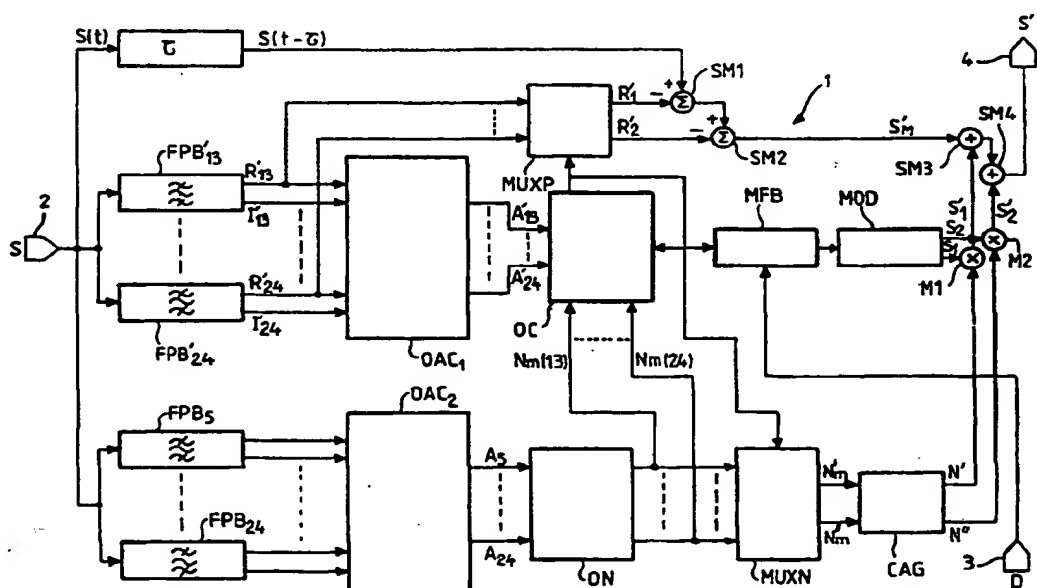 S(t)
τ
S(t-τ)
S'
4
SM1
1
+
-
Σ
R'1
R'2
+
-
Σ
SM2
S'M
+
SM3
+
SM4
MUXP
FPB'13
R'13
I'13
2
S
R'24
I'24
FPB'24
OAC1
A'13
A'24
OC
MFB
MOD
S'1
S'2
S2
S1
×
M2
×
M1
Nm(13)
Nm(24)
OAC2
FPB5
A5
FPB24
A24
ON
MUXN
N'm
N"m
CAG
N'
N"
3
D